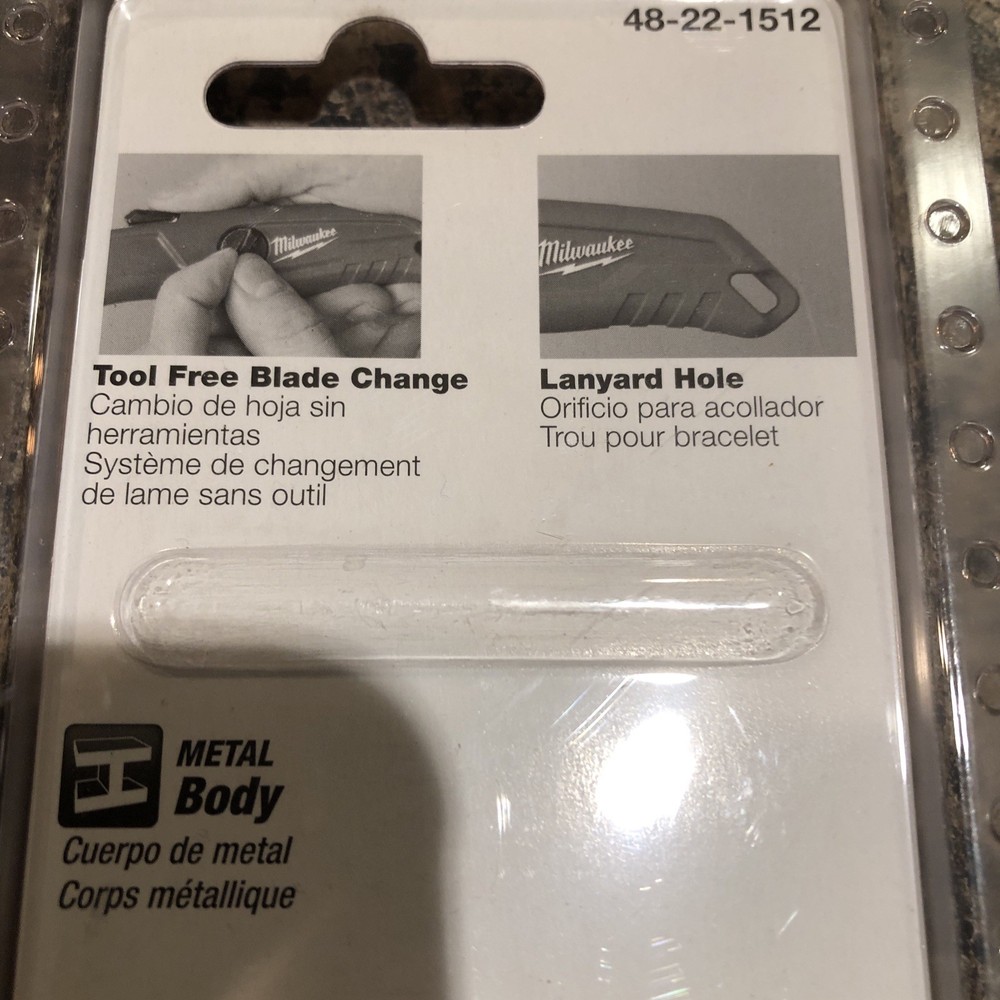 48-22-1512
Milwaukee
Milwaukee
Tool Free Blade Change
Cambio de hoja sin
herramientas
Système de changement
de lame sans outil
Lanyard Hole
Orificio para acollador
Trou pour bracelet
METAL
Body
Cuerpo de metal
Corps métallique